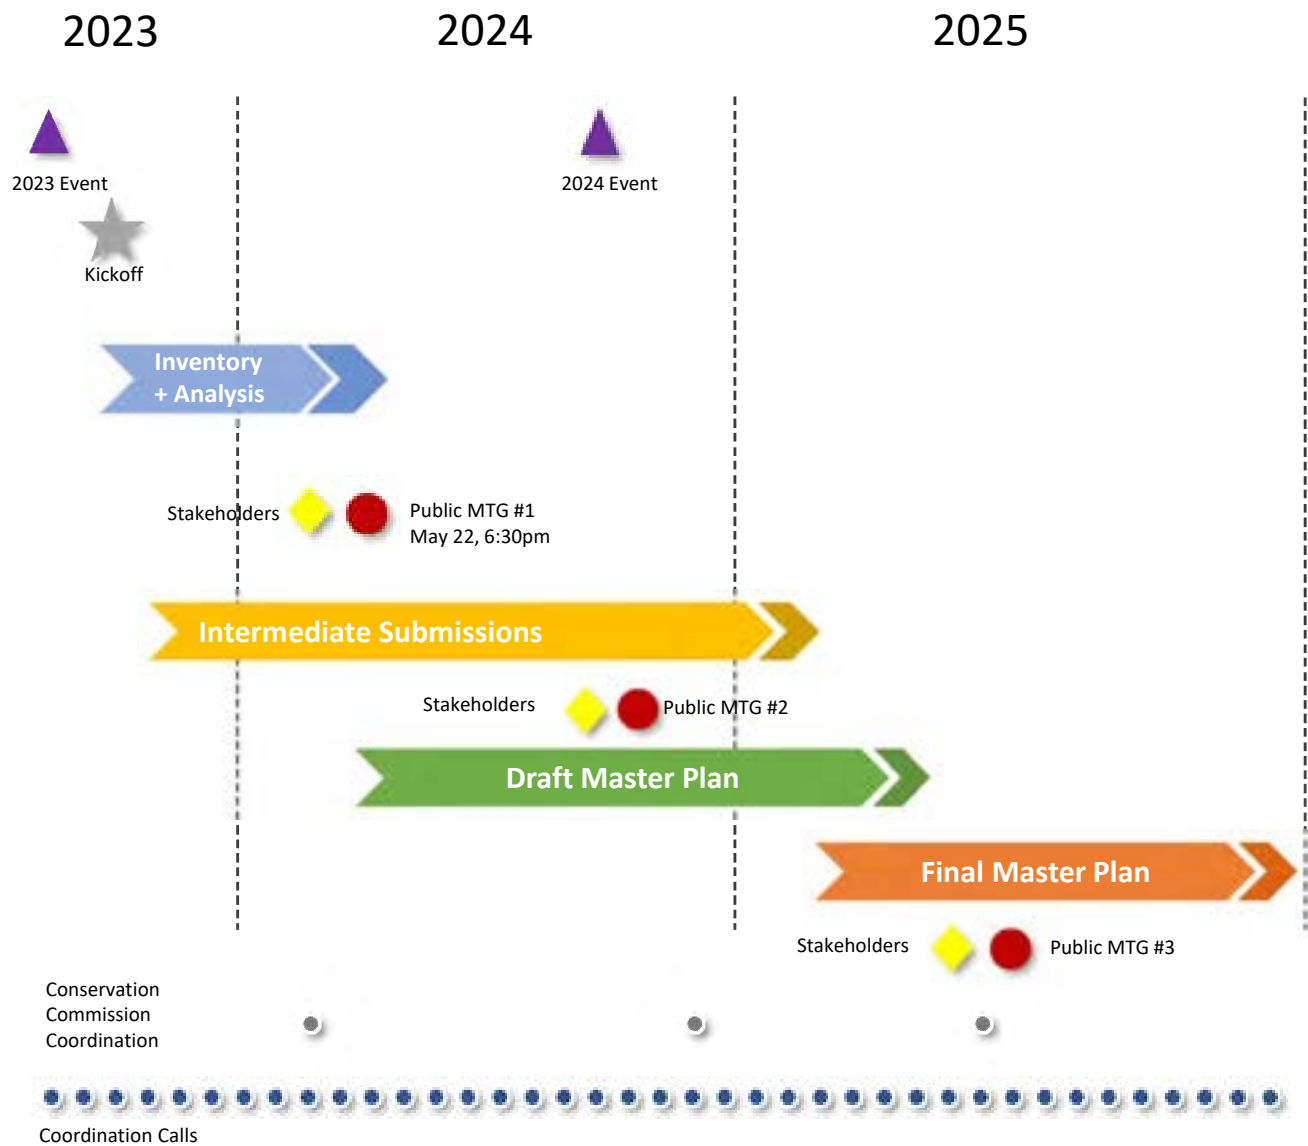 2023
2024
2025
2023 Event
2024 Event
Kickoff
Inventory
+ Analysis
Stakeholders
Public MTG #1
May 22, 6:30pm
Intermediate Submissions
Stakeholders
Public MTG #2
Draft Master Plan
Final Master Plan
Stakeholders
Public MTG #3
Conservation
Commission
Coordination
Coordination Calls